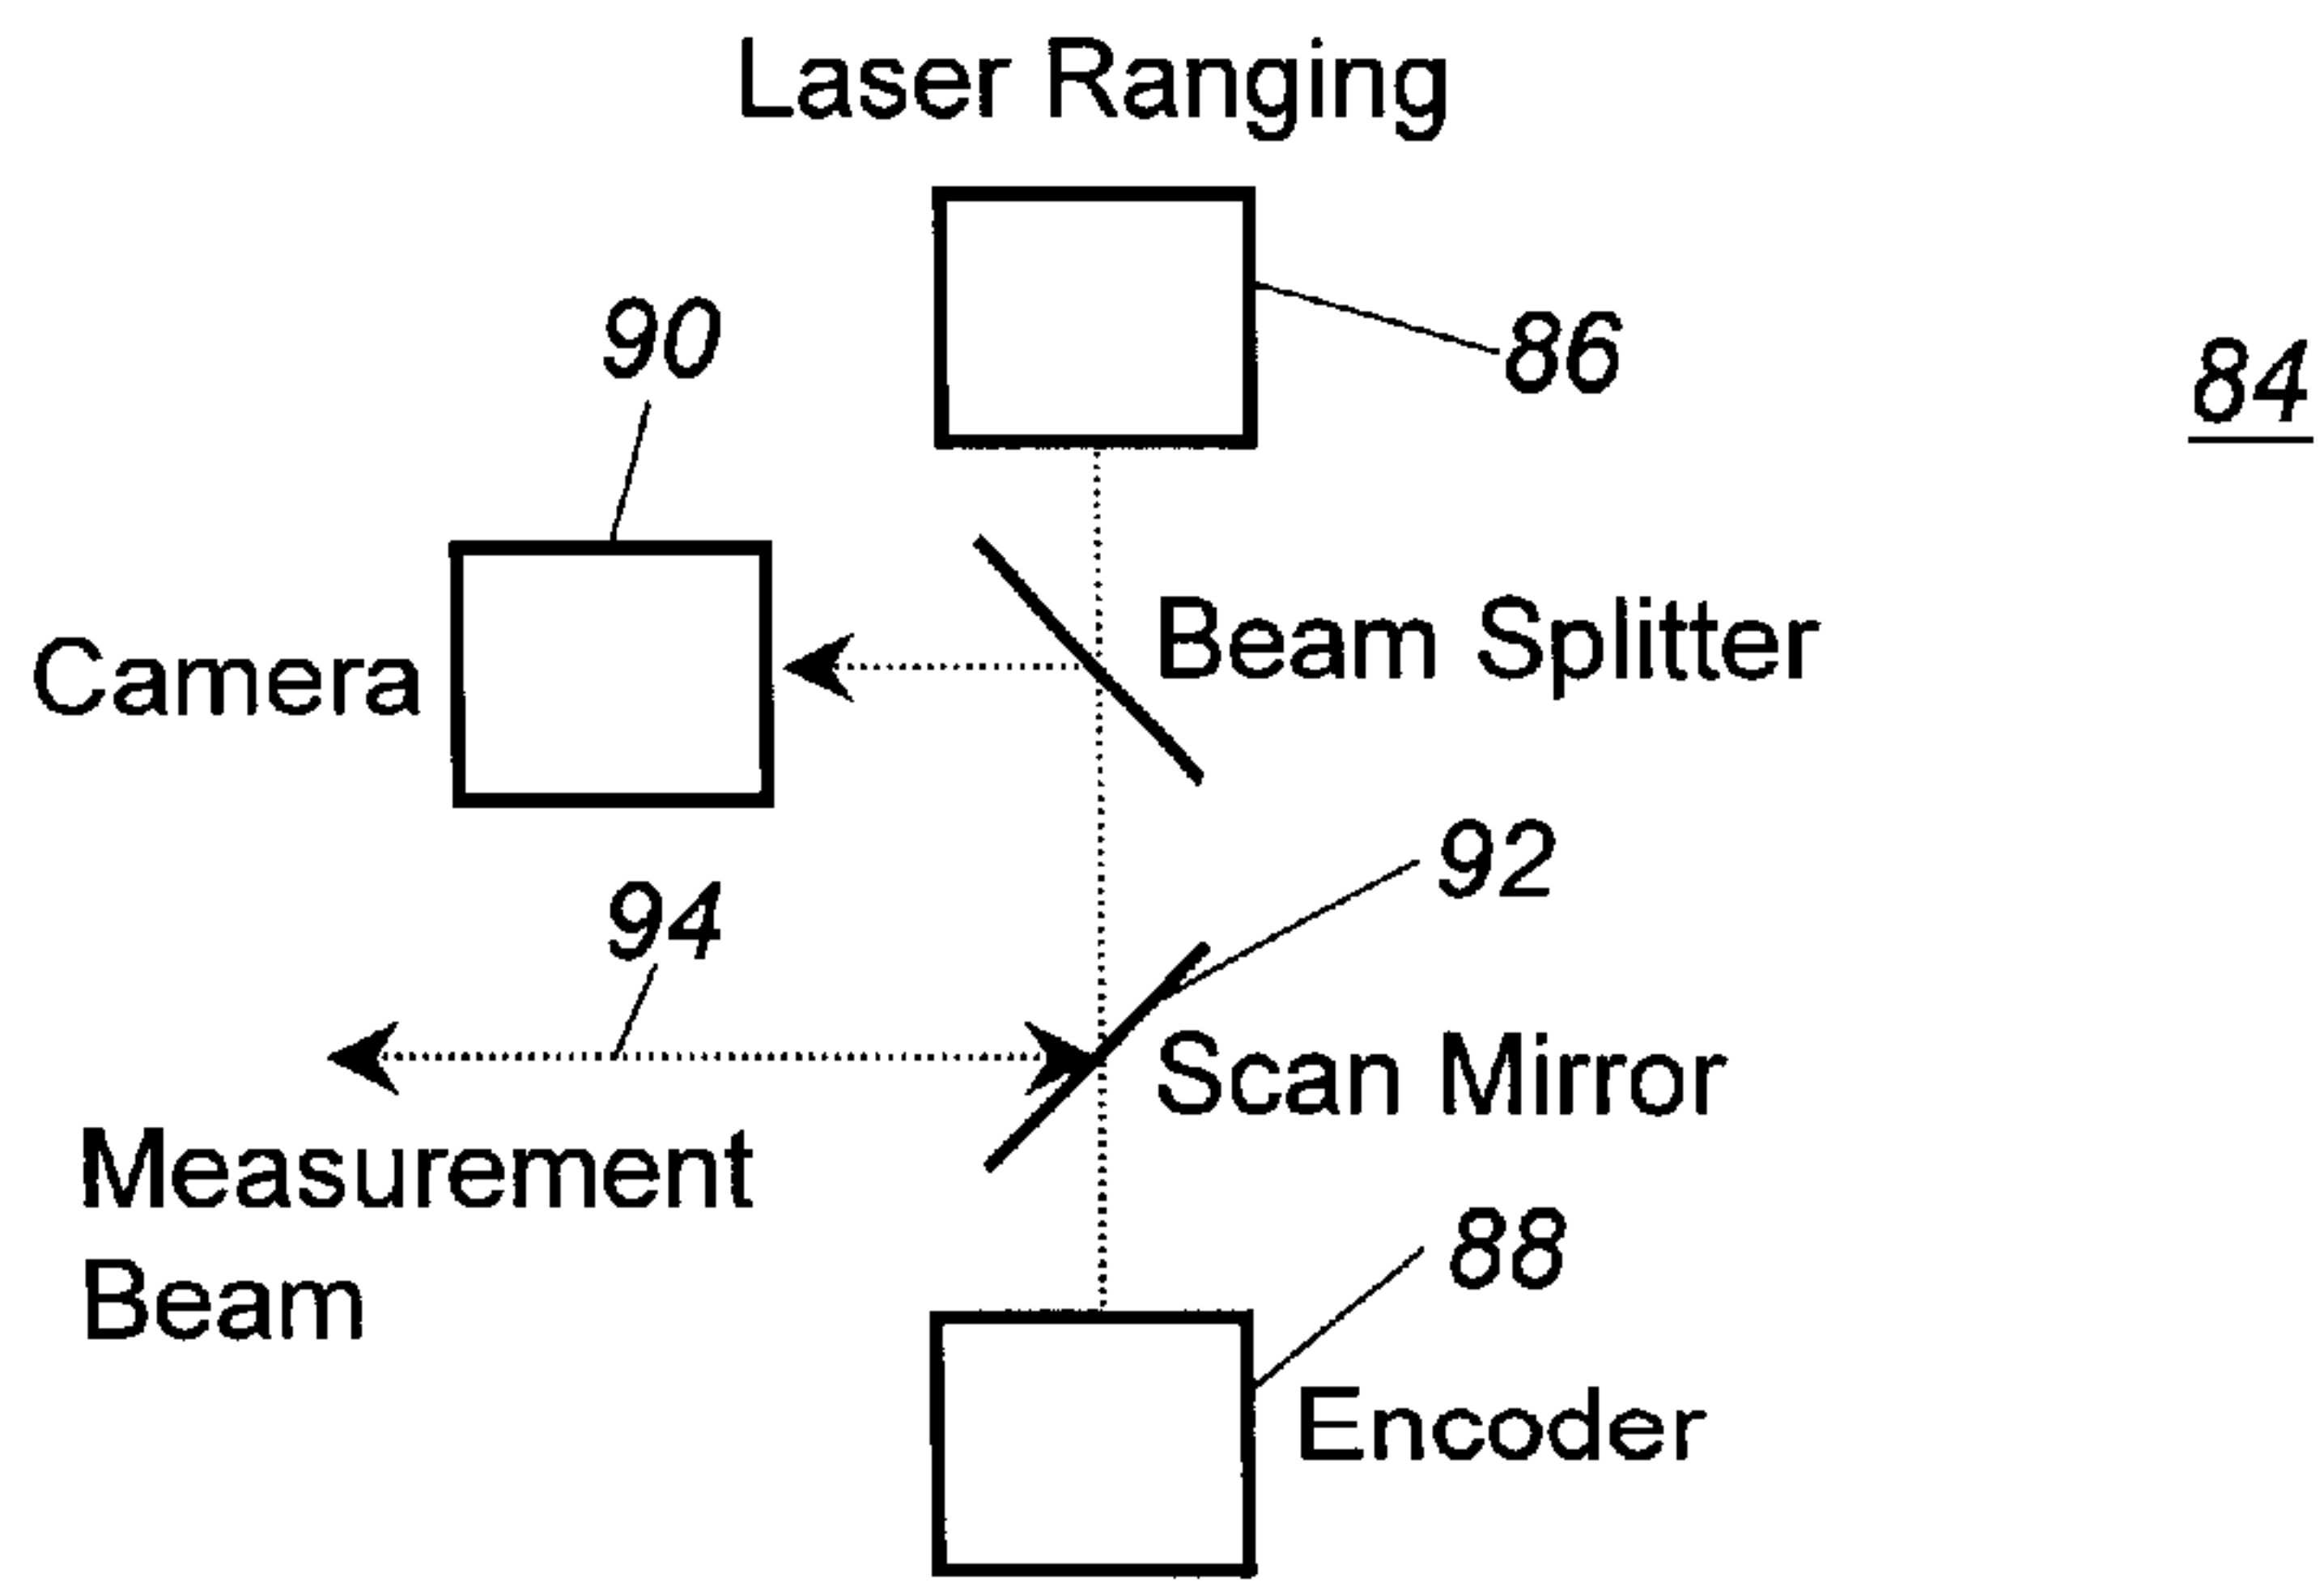 Laser Ranging
90
86
84
Beam Splitter
Camera
92
94
Scan Mirror
Measurement
Beam
88
Encoder